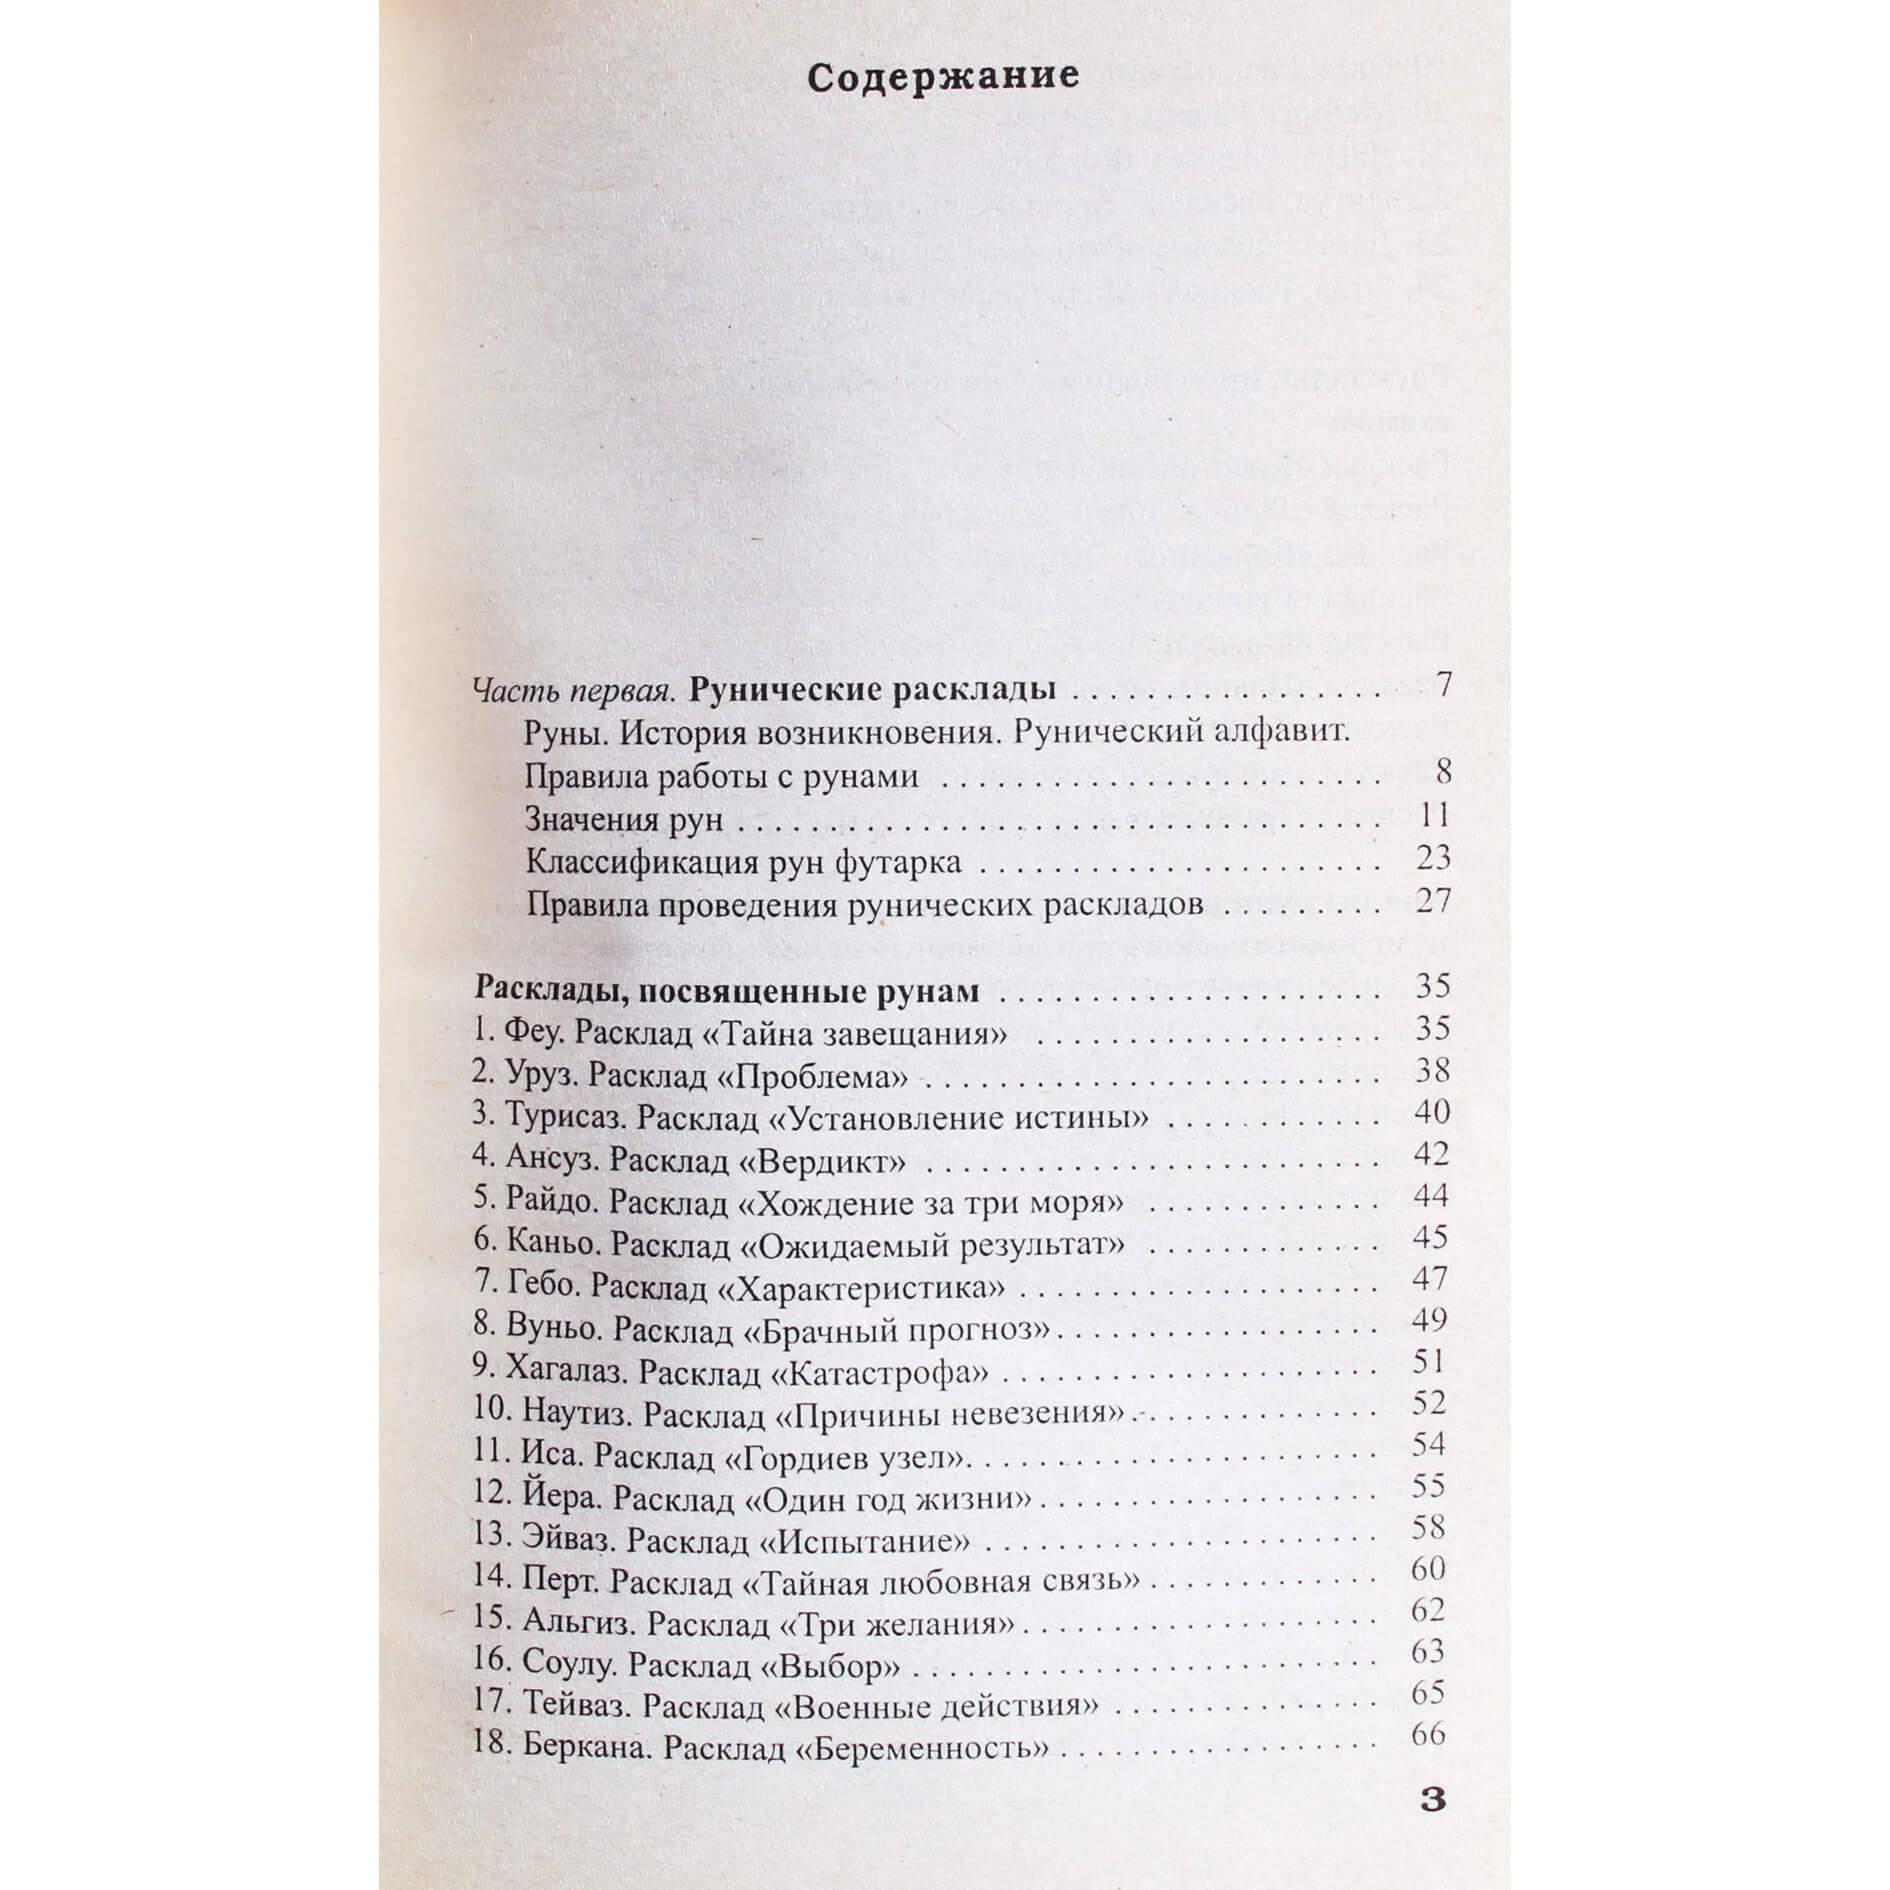 Содержание
Часть первая. Рунические расклады . . . . . . . . . . . . . . . . . 7
Руны. История возникновения. Рунический алфавит.
Правила работы с рунами . . . . . . . . . . . . . . . . . . . . . . . . 8
Значения рун . . . . . . . . . . . . . . . . . . . . . . . . . . . . . . . . . . . 11
Классификация рун футарка . . . . . . . . . . . . . . . . . . . . . . 23
Правила проведения рунических раскладов . . . . . . . . . 27
Расклады, посвященные рунам . . . . . . . . . . . . . . . . . . . . . 35
1. Феу. Расклад «Тайна завещания» . . . . . . . . . . . . . . . . . . . 35
2. Уруз. Расклад «Проблема» . . . . . . . . . . . . . . . . . . . . . . . . . 38
3. Турисаз. Расклад «Установление истины» . . . . . . . . . . . . 40
4. Ансуз. Расклад «Вердикт» . . . . . . . . . . . . . . . . . . . . . . . . . 42
5. Райдо. Расклад «Хождение за три моря» . . . . . . . . . . . . . 44
6. Каньо. Расклад «Ожидаемый результат» . . . . . . . . . . . . . 45
7. Гебо. Расклад «Характеристика» . . . . . . . . . . . . . . . . . . . . 47
8. Вуньо. Расклад «Брачный прогноз» . . . . . . . . . . . . . . . . . . 49
9. Хагалаз. Расклад «Катастрофа» . . . . . . . . . . . . . . . . . . . . . 51
10. Наутиз. Расклад «Причины невезения» . . . . . . . . . . . . . . 52
11. Иса. Расклад «Гордиев узел». . . . . . . . . . . . . . . . . . . . . . . 54
12. Йера. Расклад «Один год жизни» . . . . . . . . . . . . . . . . . . . 55
13. Эйваз. Расклад «Испытание» . . . . . . . . . . . . . . . . . . . . . . 58
14. Перт. Расклад «Тайная любовная связь» . . . . . . . . . . . . . 60
15. Альгиз. Расклад «Три желания» . . . . . . . . . . . . . . . . . . . . 62
16. Соулу. Расклад «Выбор» . . . . . . . . . . . . . . . . . . . . . . . . . . 63
17. Тейваз. Расклад «Военные действия» . . . . . . . . . . . . . . . 65
18. Беркана. Расклад «Беременность» . . . . . . . . . . . . . . . . . . 66
3